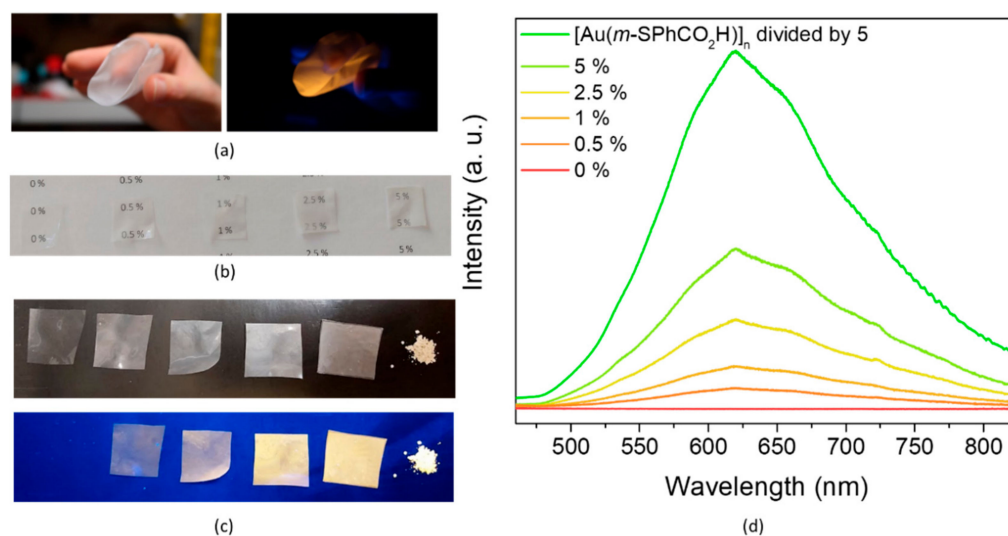 (a)
0 % 0.5 % 1 % 5 %
0 % 0.5 % 1 % 2.5 % 5 %
0 % 0.5 % 1 % 2.5 % 5 %
2.5 % 5 %
(b)
(c)
[Au(m-SPhCO₂H)]ₙ divided by 5
5 %
2.5 %
1 %
0.5 %
0 %
Intensity (a. u.)
500 550 600 650 700 750 800
Wavelength (nm)
(d)